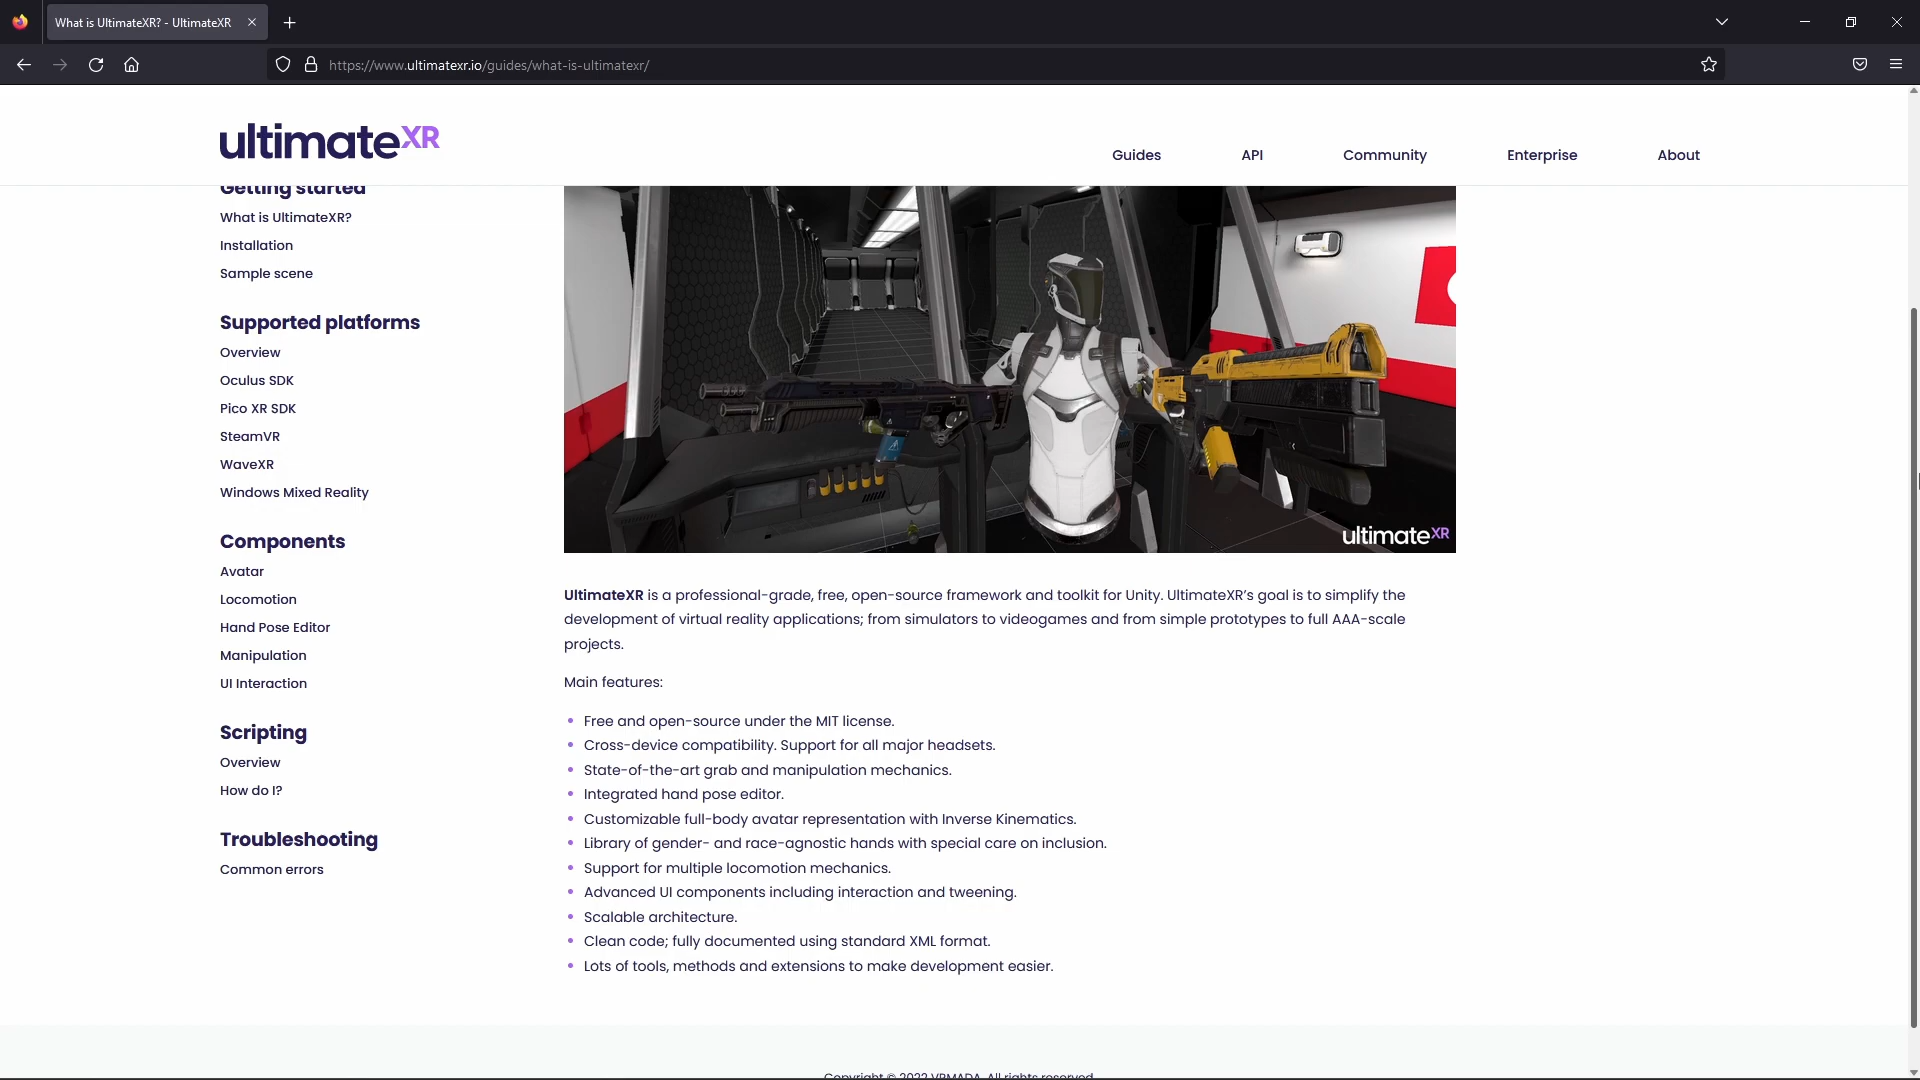 What is UltimateXR? - UltimateXR
https://www.ultimatexr.io/guides/what-is-ultimatexr/
ultimateXR
Guides
API
Community
Enterprise
About
Getting started
What is UltimateXR?
Installation
Sample scene
Supported platforms
Overview
Oculus SDK
Pico XR SDK
SteamVR
WaveXR
Windows Mixed Reality
Components
Avatar
Locomotion
Hand Pose Editor
Manipulation
UI Interaction
Scripting
Overview
How do I?
Troubleshooting
Common errors
ultimateXR
UltimateXR is a professional-grade, free, open-source framework and toolkit for Unity. UltimateXR’s goal is to simplify the
development of virtual reality applications; from simulators to videogames and from simple prototypes to full AAA-scale
projects.
Main features:
Free and open-source under the MIT license.
Cross-device compatibility. Support for all major headsets.
State-of-the-art grab and manipulation mechanics.
Integrated hand pose editor.
Customizable full-body avatar representation with Inverse Kinematics.
Library of gender- and race-agnostic hands with special care on inclusion.
Support for multiple locomotion mechanics.
Advanced UI components including interaction and tweening.
Scalable architecture.
Clean code; fully documented using standard XML format.
Lots of tools, methods and extensions to make development easier.
Copyright © 2022 VRMADA. All rights reserved.